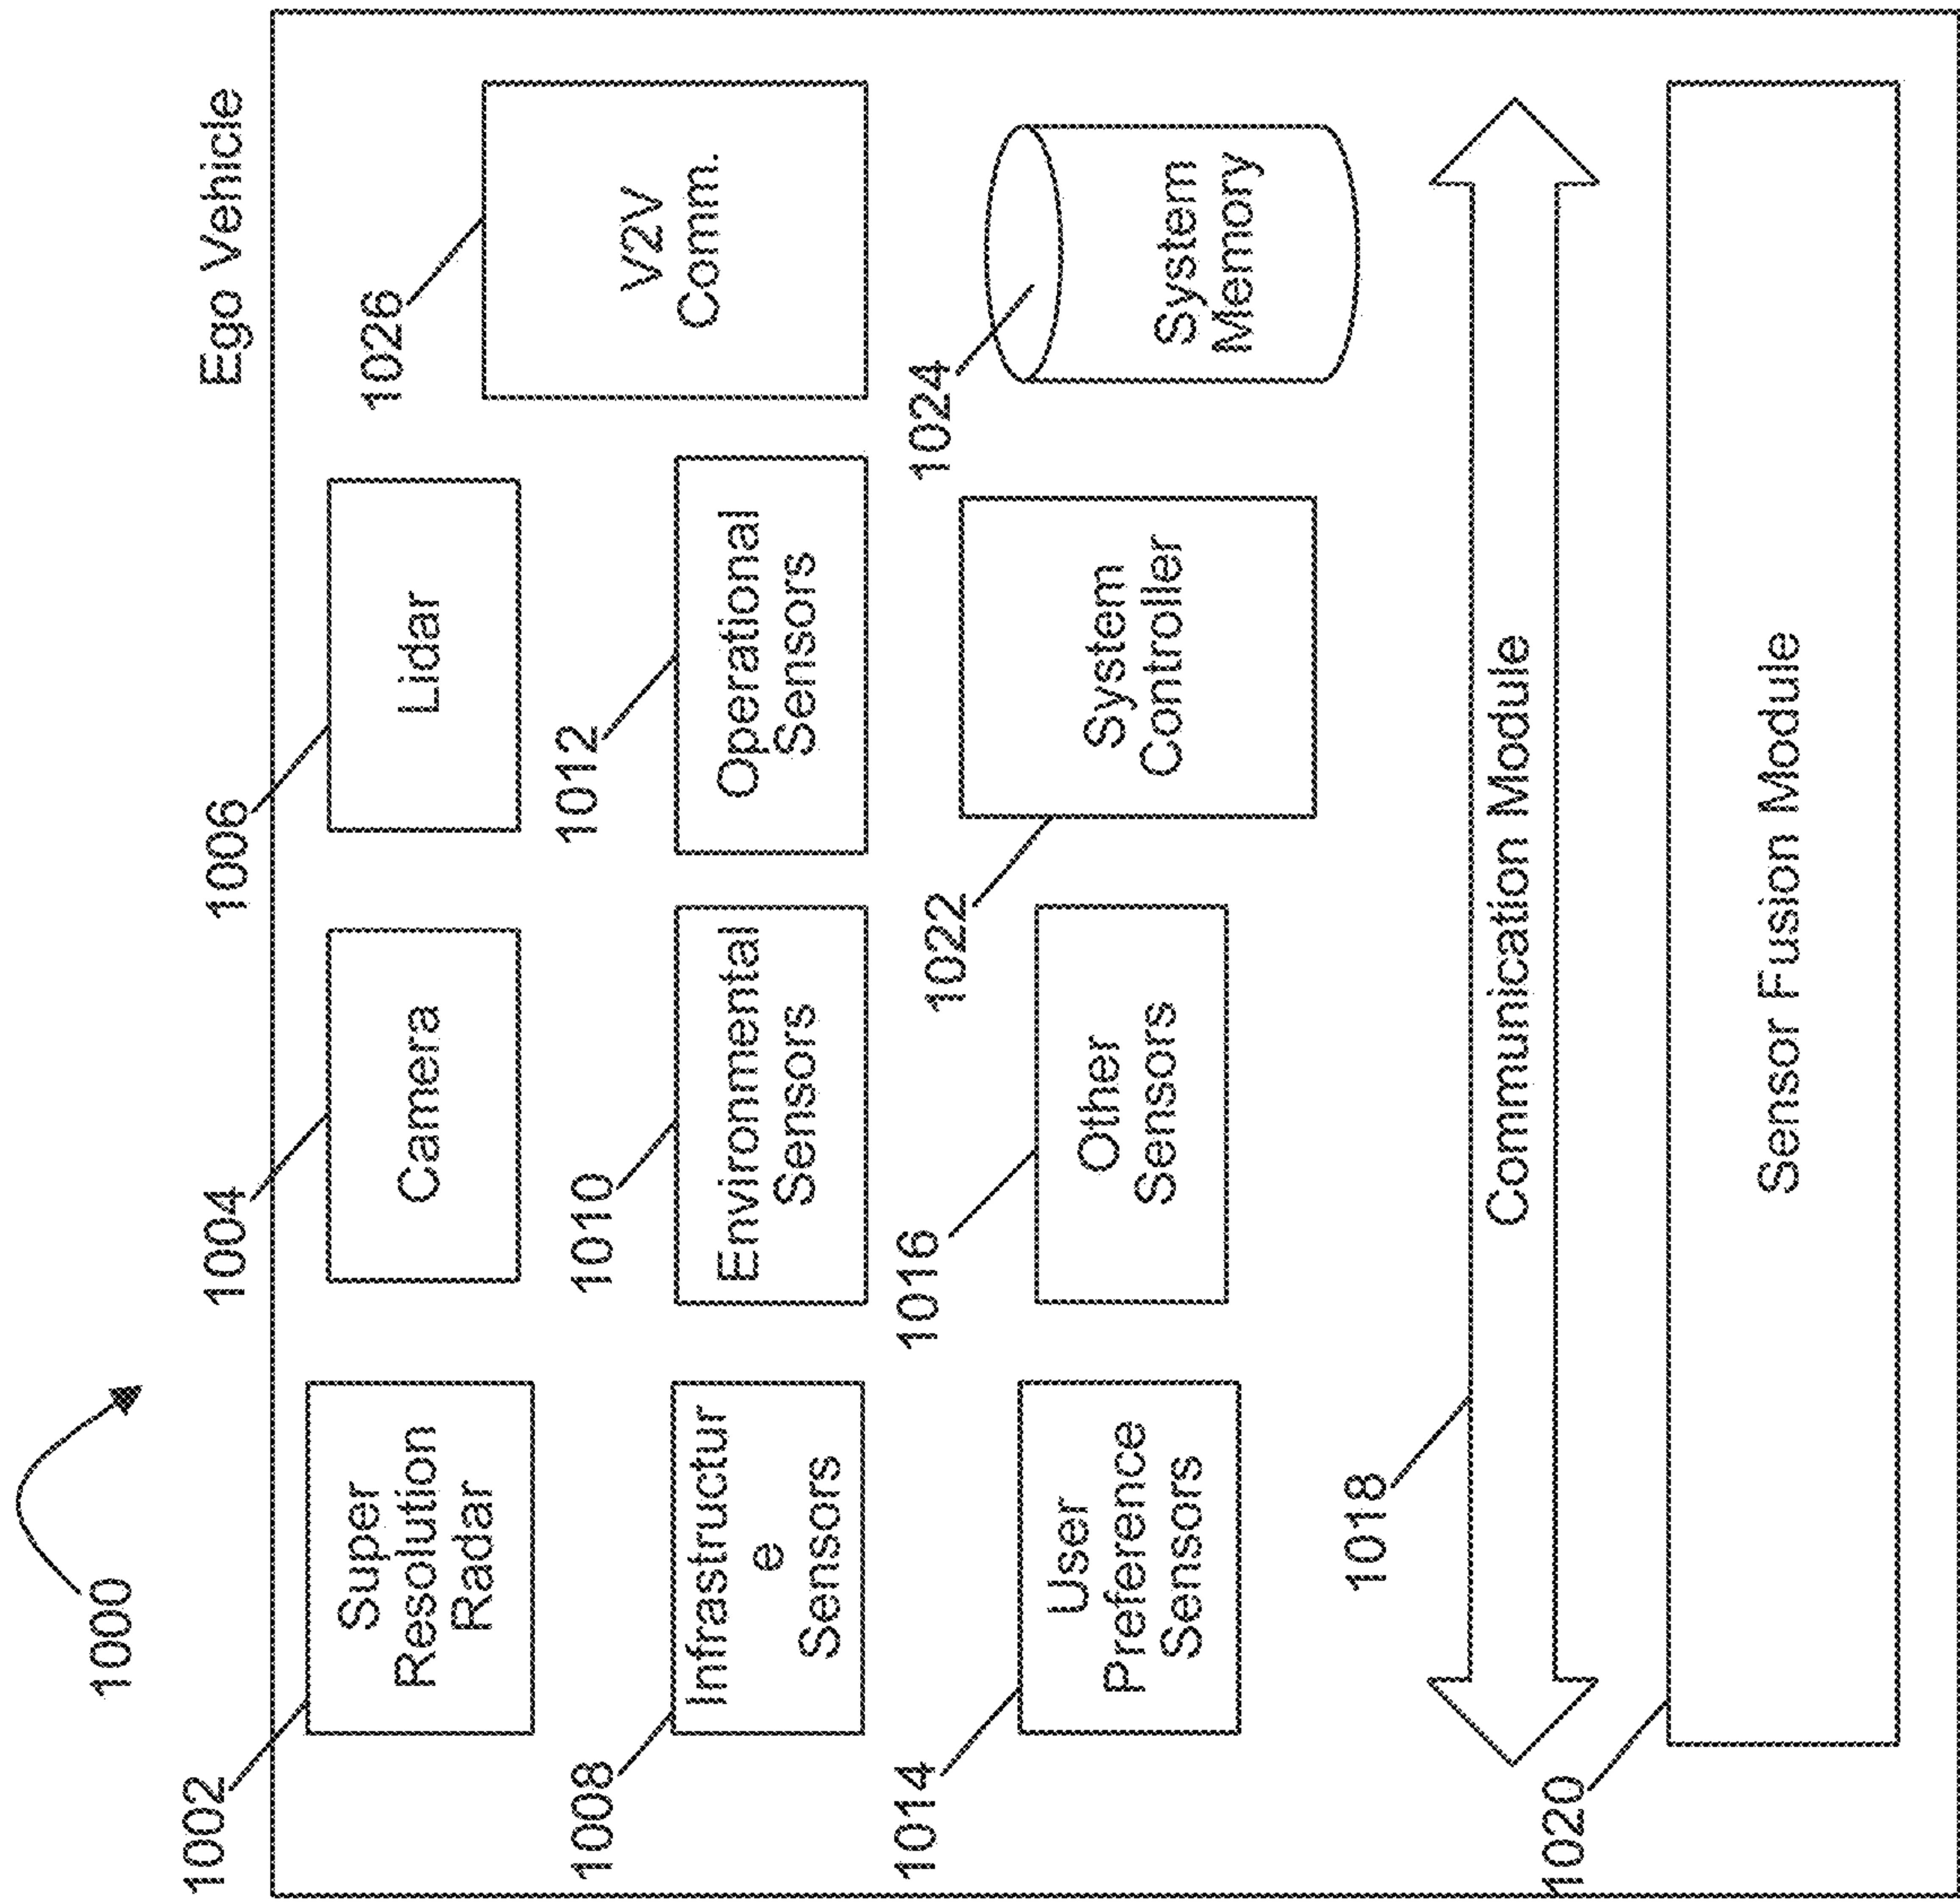 1000
Ego Vehicle
1002
1004
1006
1026
Super
Resolution
Radar
Camera
Lidar
V2V
Comm.
1008
1010
1012
Infrastructur
e
Sensors
Environmental
Sensors
Operational
Sensors
1014
1016
1022
1024
User
Preference
Sensors
Other
Sensors
System
Controller
System
Memory
1018
Communication Module
1020
Sensor Fusion Module